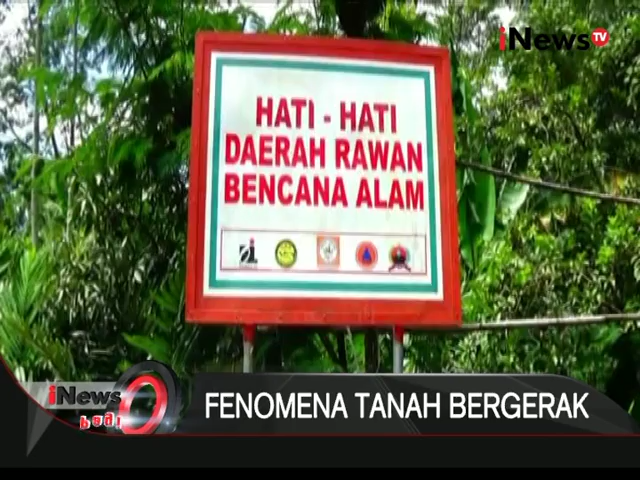 iNews TV
HATI - HATI
DAERAH RAWAN
BENCANA ALAM
iNews
FENOMENA TANAH BERGERAK